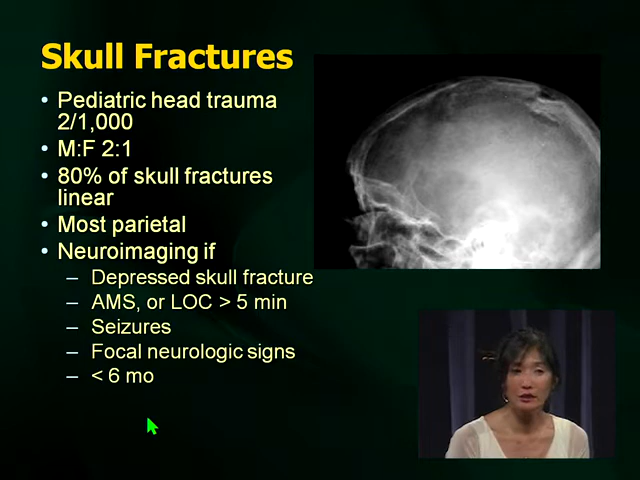 Skull Fractures
• Pediatric head trauma
2/1,000
• M:F 2:1
• 80% of skull fractures
linear
• Most parietal
• Neuroimaging if
– Depressed skull fracture
– AMS, or LOC > 5 min
– Seizures
– Focal neurologic signs
– < 6 mo